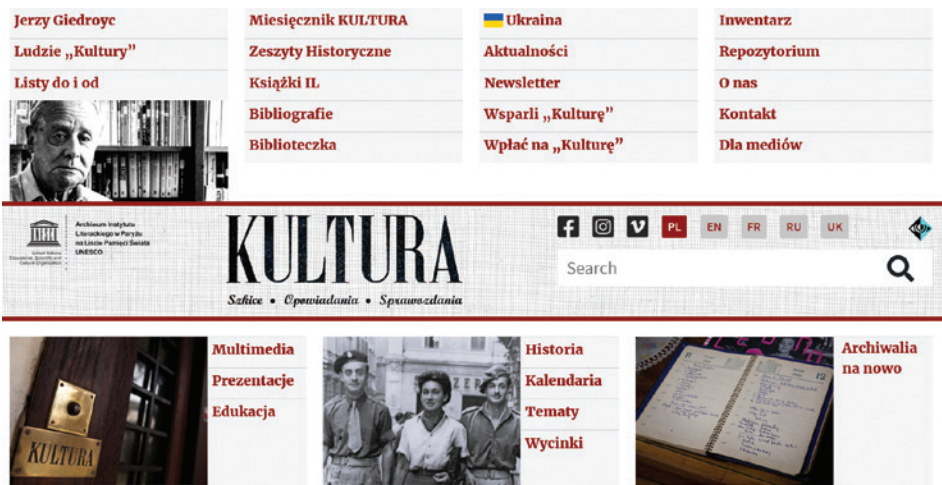 Jerzy Giedroyc
Ludzie „Kultury”
Listy do i od
Miesięcznik KULTURA
Zeszyty Historyczne
Książki IL
Bibliografie
Biblioteczka
Ukraina
Aktualności
Newsletter
Wsparli „Kulturę”
Wpłać na „Kulturę”
Inwentarz
Repozytorium
O nas
Kontakt
Dla mediów
Archiwum Instytutu
Literackiego w Paryżu
na Liście Pamięci Świata
UNESCO
KULTURA
Szkice • Opowiadania • Sprawozdania
PL EN FR RU UK
Search
KULTURA
Multimedia
Prezentacje
Edukacja
Historia
Kalendaria
Tematy
Wycinki
Archiwalia
na nowo